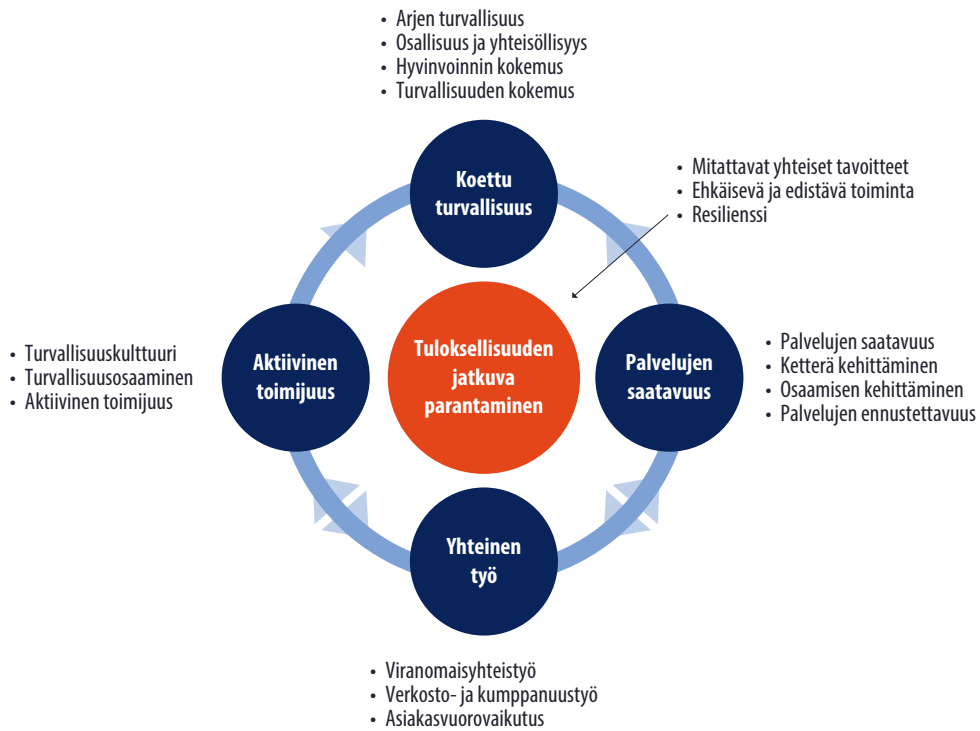 • Arjen turvallisuus
• Osallisuus ja yhteisöllisyys
• Hyvinvoinnin kokemus
• Turvallisuuden kokemus
Koettu
turvallisuus
• Mitattavat yhteiset tavoitteet
• Ehkäisevä ja edistävä toiminta
• Resilienssi
• Turvallisuuskulttuuri
• Turvallisuusosaaminen
• Aktiivinen toimijuus
Aktiivinen
toimijuus
Tuloksellisuuden
jatkuva
parantaminen
Palvelujen
saatavuus
• Palvelujen saatavuus
• Ketterä kehittäminen
• Osaamisen kehittäminen
• Palvelujen ennustettavuus
Yhteinen
työ
• Viranomaisyhteistyö
• Verkosto- ja kumppanuustyö
• Asiakasvuorovaikutus